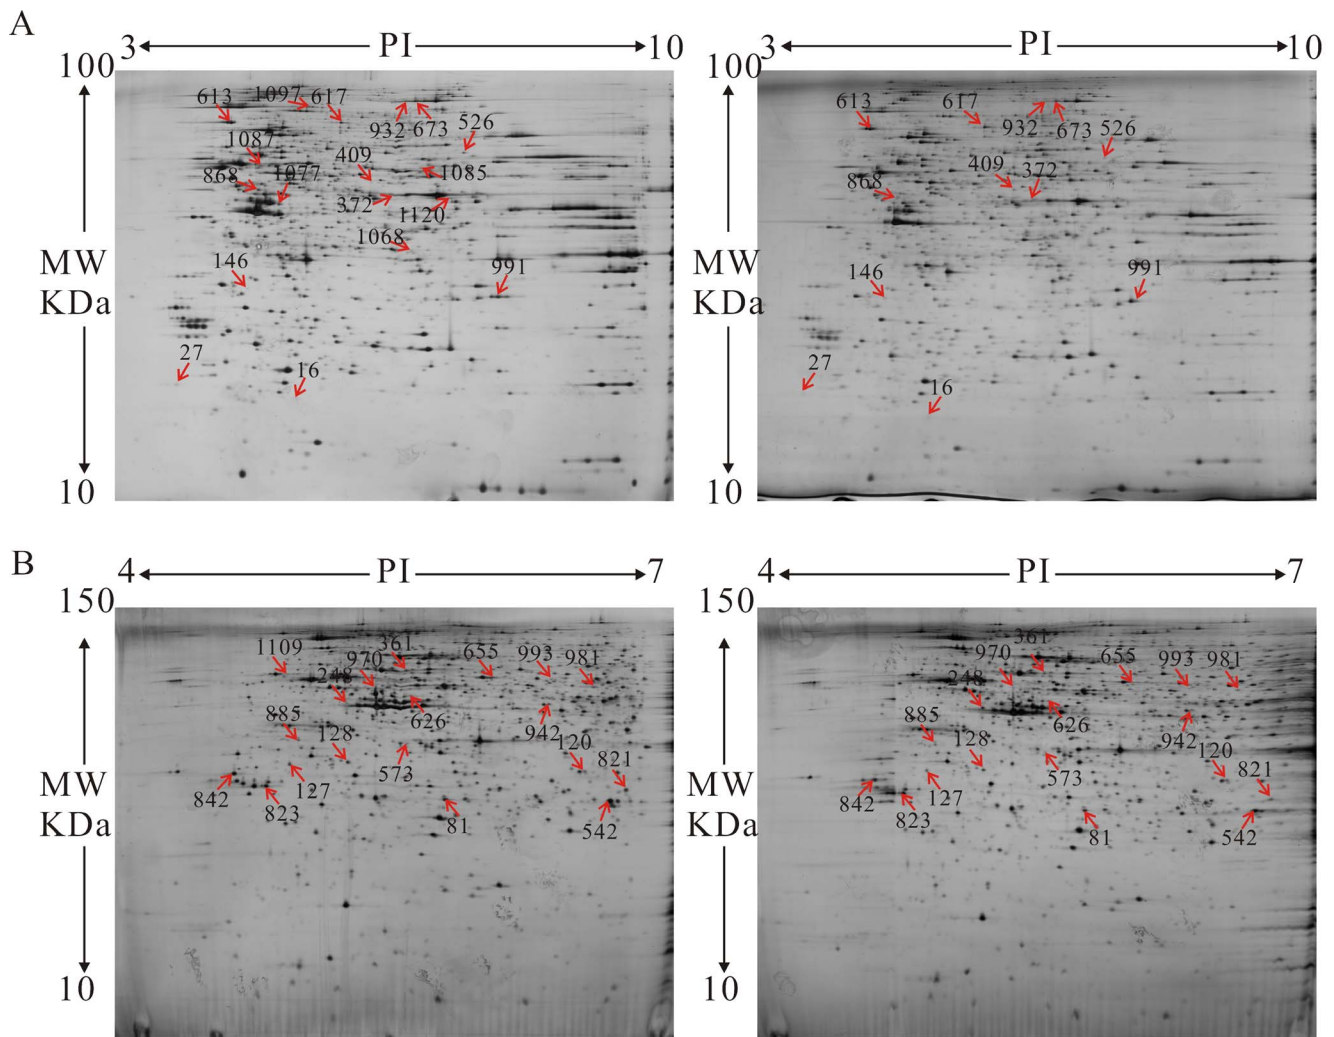 A
3 PI 10
3 PI 10
100
613 1097 617
932 673 526
1087
409
868 1077 1085
372 1120
1068
146 991
27
16
MW
KDa
10
100
613 617
932 673 526
409 372
868
146 991
27
16
MW
KDa
10
B
4 PI 7
4 PI 7
150
1109 970 361 655 993 981
248
626
885 128 942 120 821
573
842 823 127 81 542
MW
KDa
10
150
361
970 655 993 981
248
626
885 128 942 120
573 821
842 823 127 81 542
MW
KDa
10